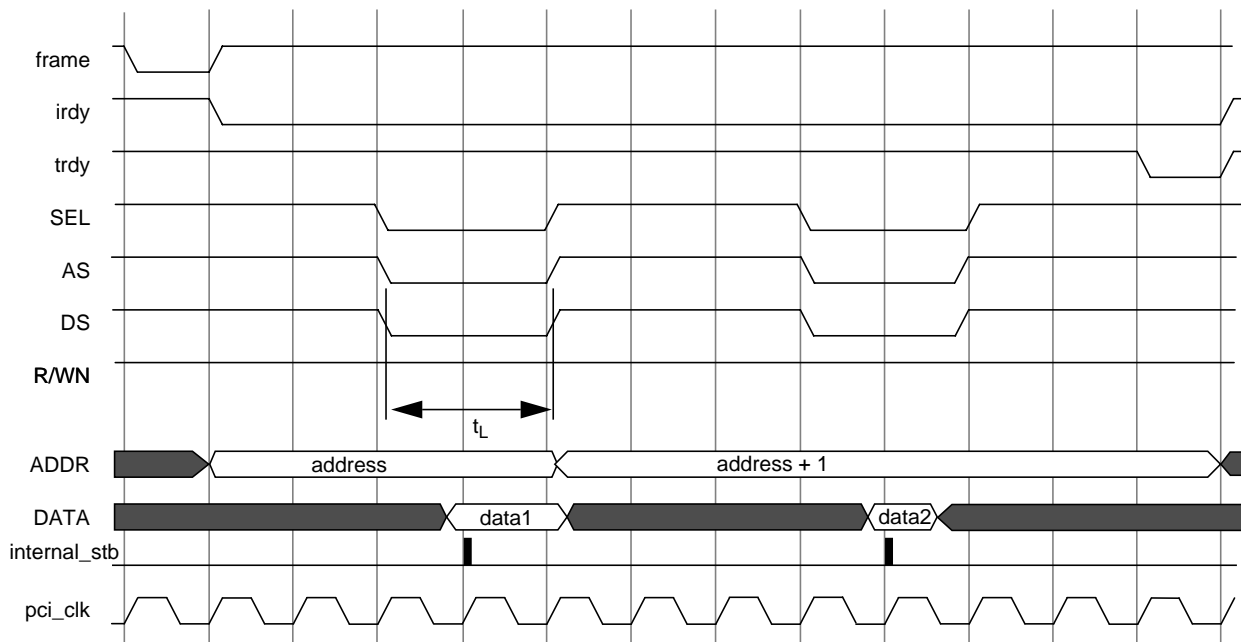 frame
irdy
trdy
SEL
AS
DS
R/WN
tL
ADDR
address
address + 1
DATA
data1
data2
internal_stb
pci_clk